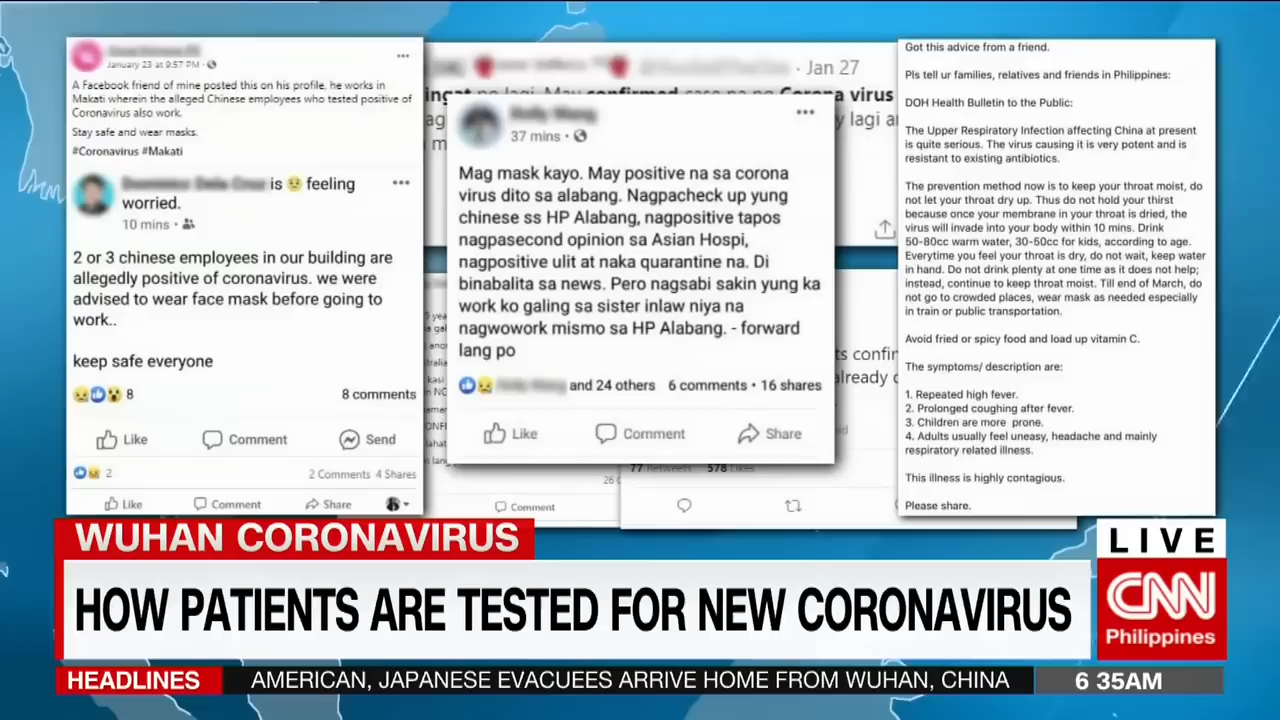 January 23 at 9:57 PM ·
A Facebook friend of mine posted this on his profile, he works in
Makati wherein the alleged Chinese employees who tested positive of
Coronavirus also work.
Stay safe and wear masks.
#Coronavirus #Makati
is feeling
worried.
10 mins ·
2 or 3 chinese employees in our building are
allegedly positive of coronavirus. we were
advised to wear face mask before going to
work..
keep safe everyone
8
8 comments
Like Comment Send
2
2 Comments 4 Shares
Like Comment Share
· Jan 27
ingat po lagi. May confirmed case na ng Corona virus
y lagi a
37 mins ·
Mag mask kayo. May positive na sa corona
virus dito sa alabang. Nagpacheck up yung
chinese ss HP Alabang, nagpositive tapos
nagpasecond opinion sa Asian Hospi,
nagpositive ulit at naka quarantine na. Di
binabalita sa news. Pero nagsabi sakin yung ka
work ko galing sa sister inlaw niya na
nagwowork mismo sa HP Alabang. - forward
lang po
and 24 others 6 comments • 16 shares
Like Comment Share
ts confir
already c
77 Retweets 578 Likes
26 C
Comment
Got this advice from a friend.
Pls tell ur families, relatives and friends in Philippines:
DOH Health Bulletin to the Public:
The Upper Respiratory Infection affecting China at present
is quite serious. The virus causing it is very potent and is
resistant to existing antibiotics.
The prevention method now is to keep your throat moist, do
not let your throat dry up. Thus do not hold your thirst
because once your membrane in your throat is dried, the
virus will invade into your body within 10 mins. Drink
50-80cc warm water, 30-50cc for kids, according to age.
Everytime you feel your throat is dry, do not wait, keep water
in hand. Do not drink plenty at one time as it does not help;
instead, continue to keep throat moist. Till end of March, do
not go to crowded places, wear mask as needed especially
in train or public transportation.
Avoid fried or spicy food and load up vitamin C.
The symptoms/ description are:
1. Repeated high fever.
2. Prolonged coughing after fever.
3. Children are more prone.
4. Adults usually feel uneasy, headache and mainly
respiratory related illness.
This illness is highly contagious.
Please share.
WUHAN CORONAVIRUS
HOW PATIENTS ARE TESTED FOR NEW CORONAVIRUS
LIVE
CNN
Philippines
HEADLINES AMERICAN, JAPANESE EVACUEES ARRIVE HOME FROM WUHAN, CHINA 6 35AM